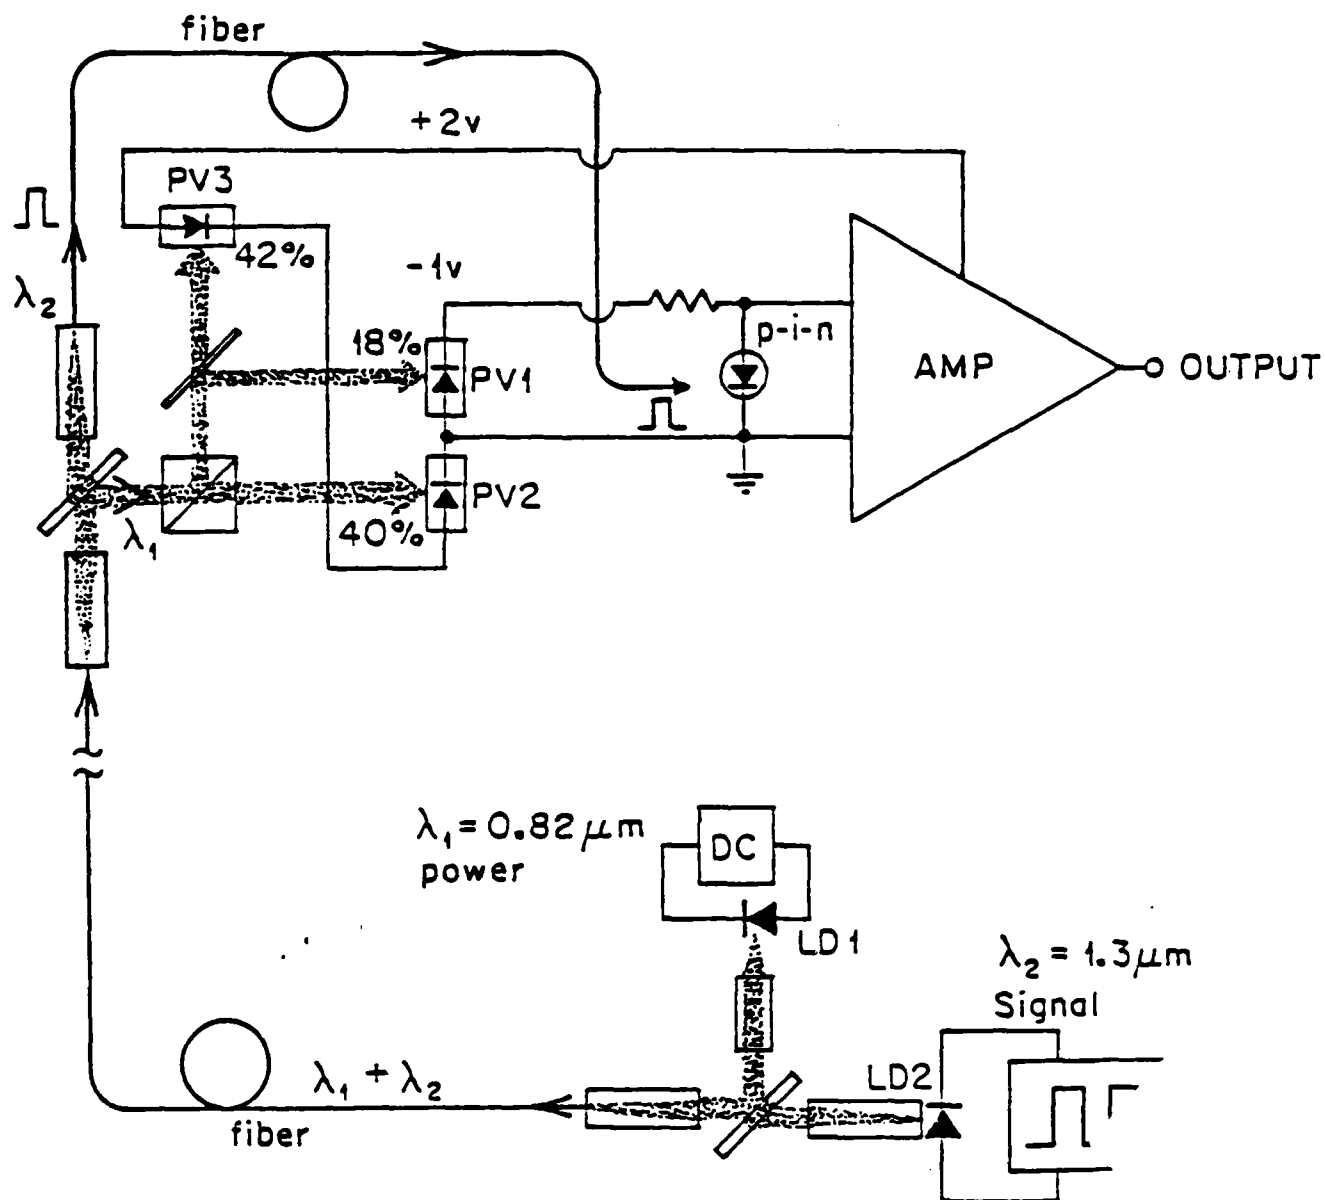 fiber
+2v
PV3
42%
λ₂
-1v
18%
PV1
p-i-n
AMP
OUTPUT
PV2
40%
λ₁
λ₁ = 0.82 μm
power
DC
LD1
λ₂ = 1.3 μm
Signal
LD2
λ₁ + λ₂
fiber